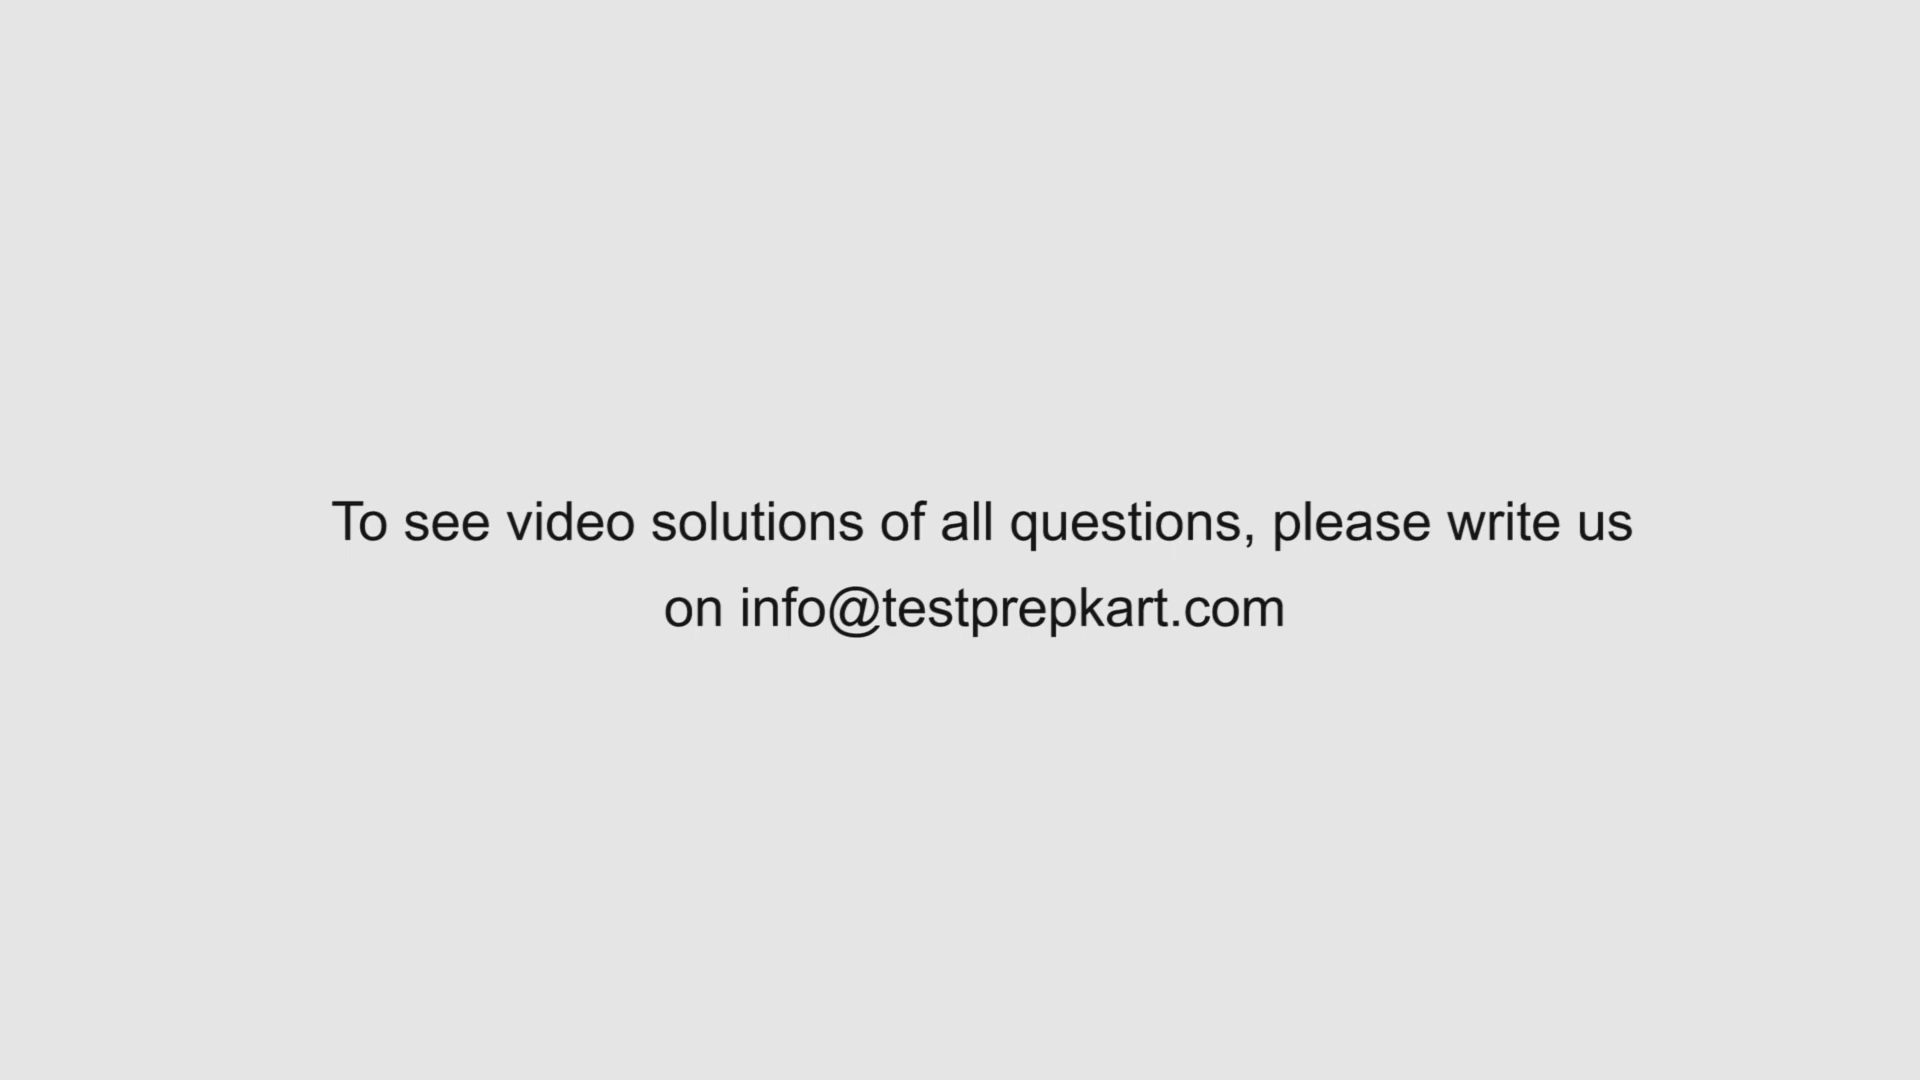 To see video solutions of all questions, please write us
on info@testprepkart.com